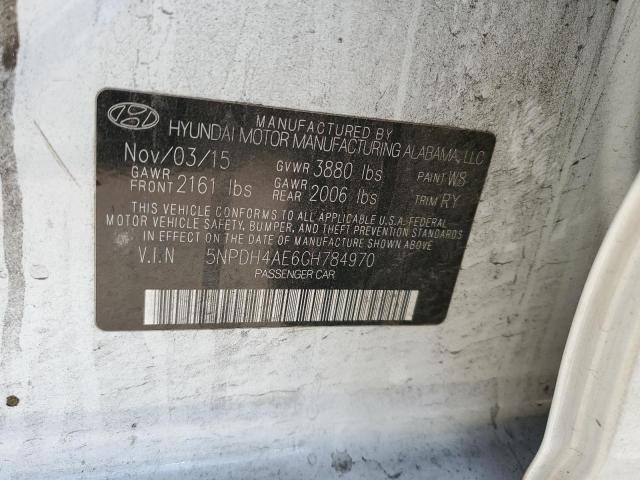 MANUFACTURED BY
HYUNDAI MOTOR MANUFACTURING ALABAMA, LLC
Nov/03/15 GVWR 3880 lbs PAINT W8
GAWR FRONT 2161 lbs GAWR REAR 2006 lbs TRIM RY
THIS VEHICLE CONFORMS TO ALL APPLICABLE U.S.A. FEDERAL
MOTOR VEHICLE SAFETY, BUMPER, AND THEFT PREVENTION STANDARDS
IN EFFECT ON THE DATE OF MANUFACTURE SHOWN ABOVE.
V.I.N 5NPDH4AE6GH784970
PASSENGER CAR